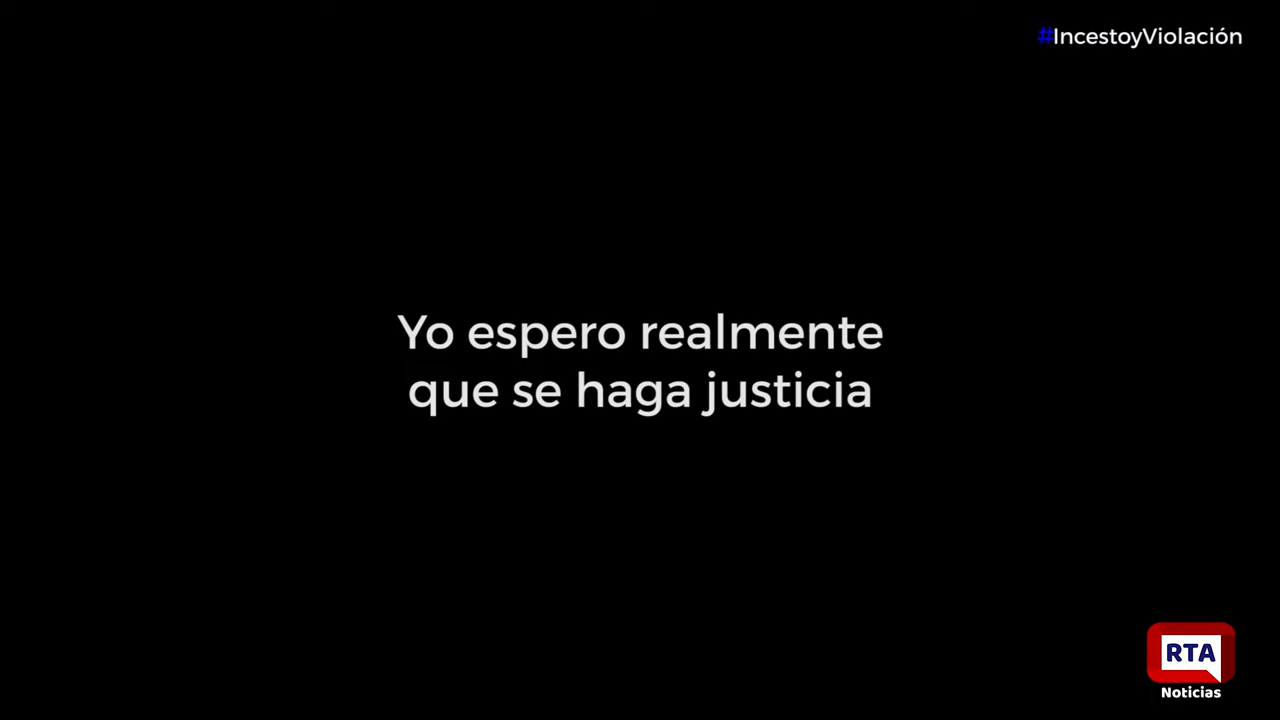 #IncestoyViolación
Yo espero realmente
que se haga justicia
RTA
Noticias